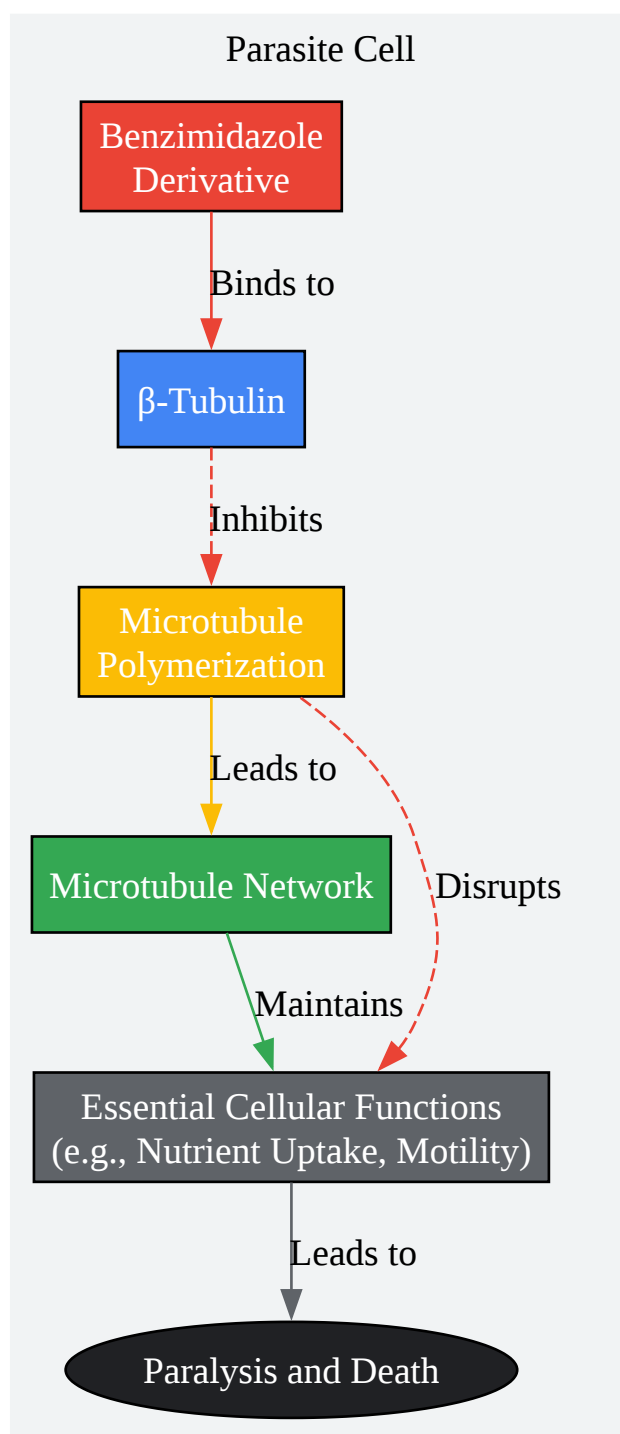 Parasite Cell
Benzimidazole
Derivative
Binds to
β-Tubulin
Inhibits
Microtubule
Polymerization
Leads to
Microtubule Network
Disrupts
Maintains
Essential Cellular Functions
(e.g., Nutrient Uptake, Motility)
Leads to
Paralysis and Death